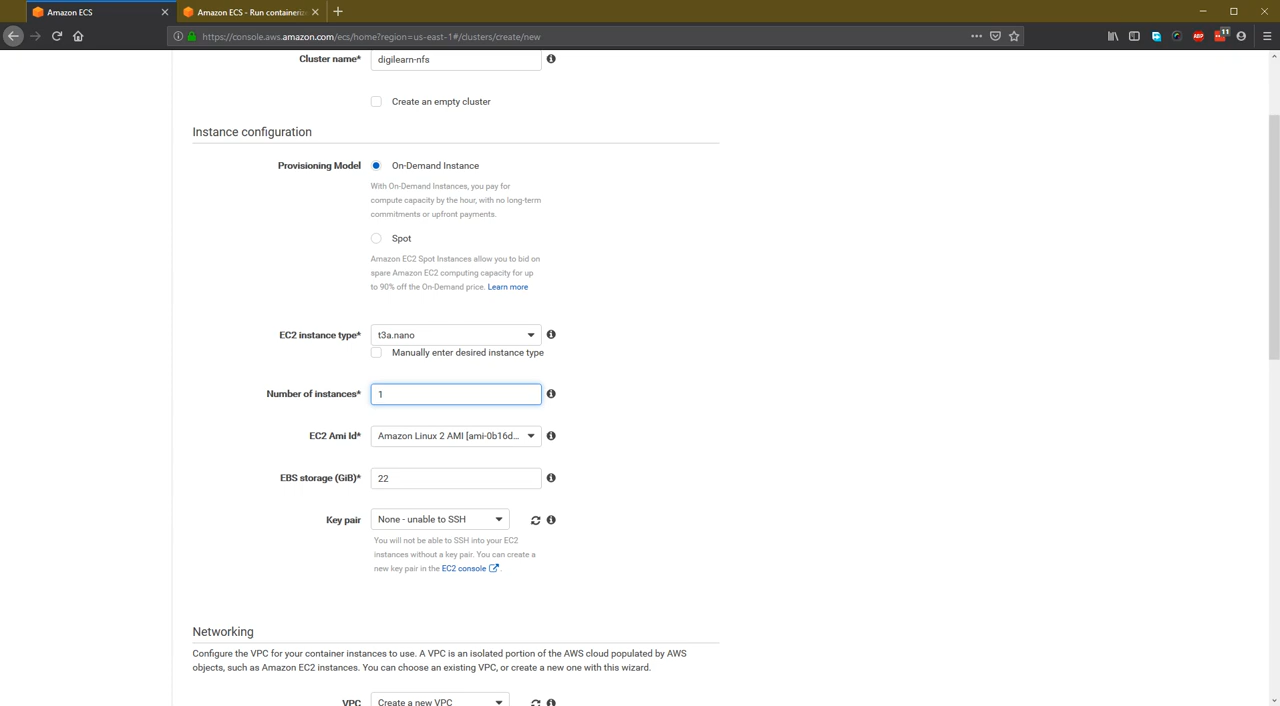 Amazon ECS
Amazon ECS - Run containeriz
https://console.aws.amazon.com/ecs/home?region=us-east-1#/clusters/create/new
11
ABP
Cluster name*
digilearn-nfs
Create an empty cluster
Instance configuration
Provisioning Model
On-Demand Instance
With On-Demand Instances, you pay for
compute capacity by the hour, with no long-term
commitments or upfront payments.
Spot
Amazon EC2 Spot Instances allow you to bid on
spare Amazon EC2 computing capacity for up
to 90% off the On-Demand price. Learn more
EC2 instance type*
t3a.nano
Manually enter desired instance type
Number of instances*
1
EC2 Ami Id*
Amazon Linux 2 AMI [ami-0b16d...
EBS storage (GiB)*
22
Key pair
None - unable to SSH
You will not be able to SSH into your EC2
instances without a key pair. You can create a
new key pair in the EC2 console .
Networking
Configure the VPC for your container instances to use. A VPC is an isolated portion of the AWS cloud populated by AWS
objects, such as Amazon EC2 instances. You can choose an existing VPC, or create a new one with this wizard.
VPC
Create a new VPC